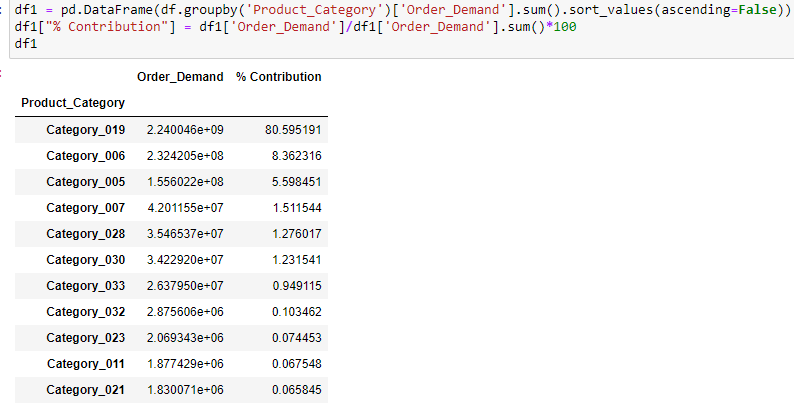 df1 = pd.DataFrame(df.groupby('Product_Category')['Order_Demand'].sum().sort_values(ascending=False))
df1["% Contribution"] = df1['Order_Demand']/df1['Order_Demand'].sum()*100
df1
Order_Demand % Contribution
Product_Category
Category_019 2.240046e+09 80.595191
Category_006 2.324205e+08 8.362316
Category_005 1.556022e+08 5.598451
Category_007 4.201155e+07 1.511544
Category_028 3.546537e+07 1.276017
Category_030 3.422920e+07 1.231541
Category_033 2.637950e+07 0.949115
Category_032 2.875606e+06 0.103462
Category_023 2.069343e+06 0.074453
Category_011 1.877429e+06 0.067548
Category_021 1.830071e+06 0.065845